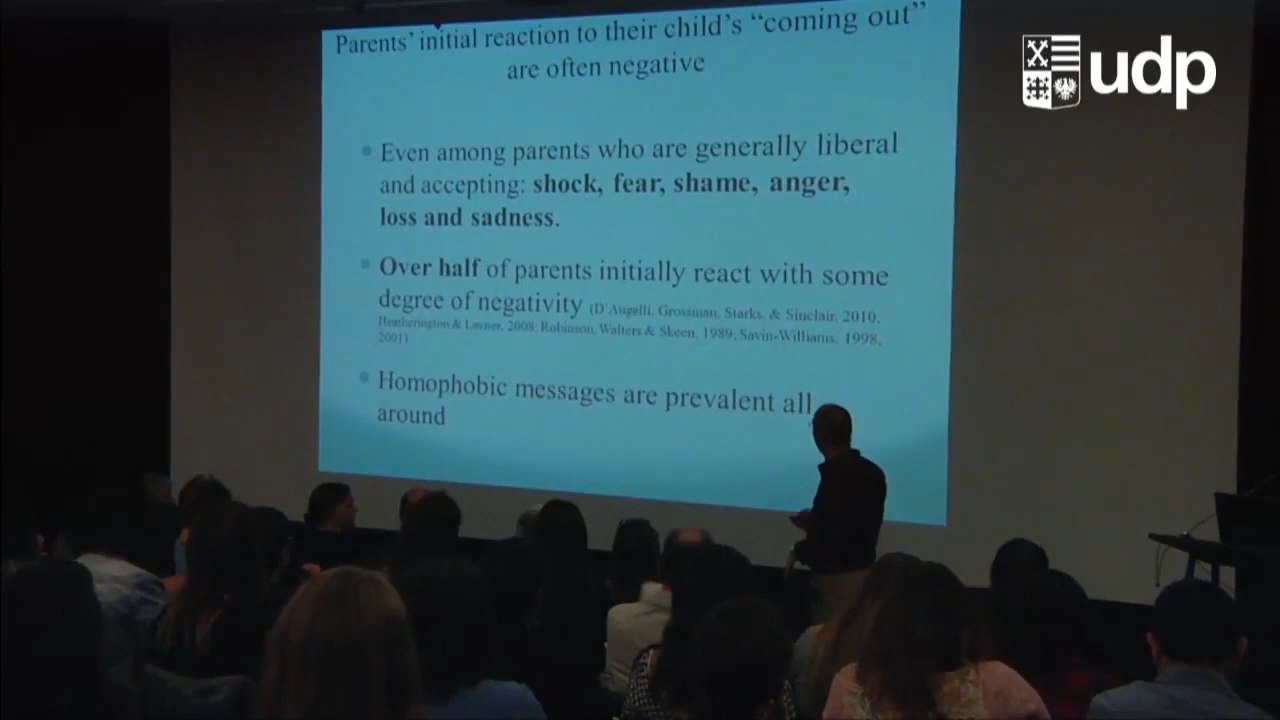 Parents' initial reaction to their child's “coming out”
are often negative
udp
Even among parents who are generally liberal
and accepting: shock, fear, shame, anger,
loss and sadness.
Over half of parents initially react with some
degree of negativity (D'Augelli, Grossman, Starks, & Sinclair, 2010;
Heatherington & Lavner, 2008; Robinson, Walters & Skeen, 1989; Savin-Williams, 1998,
2001)
Homophobic messages are prevalent all
around